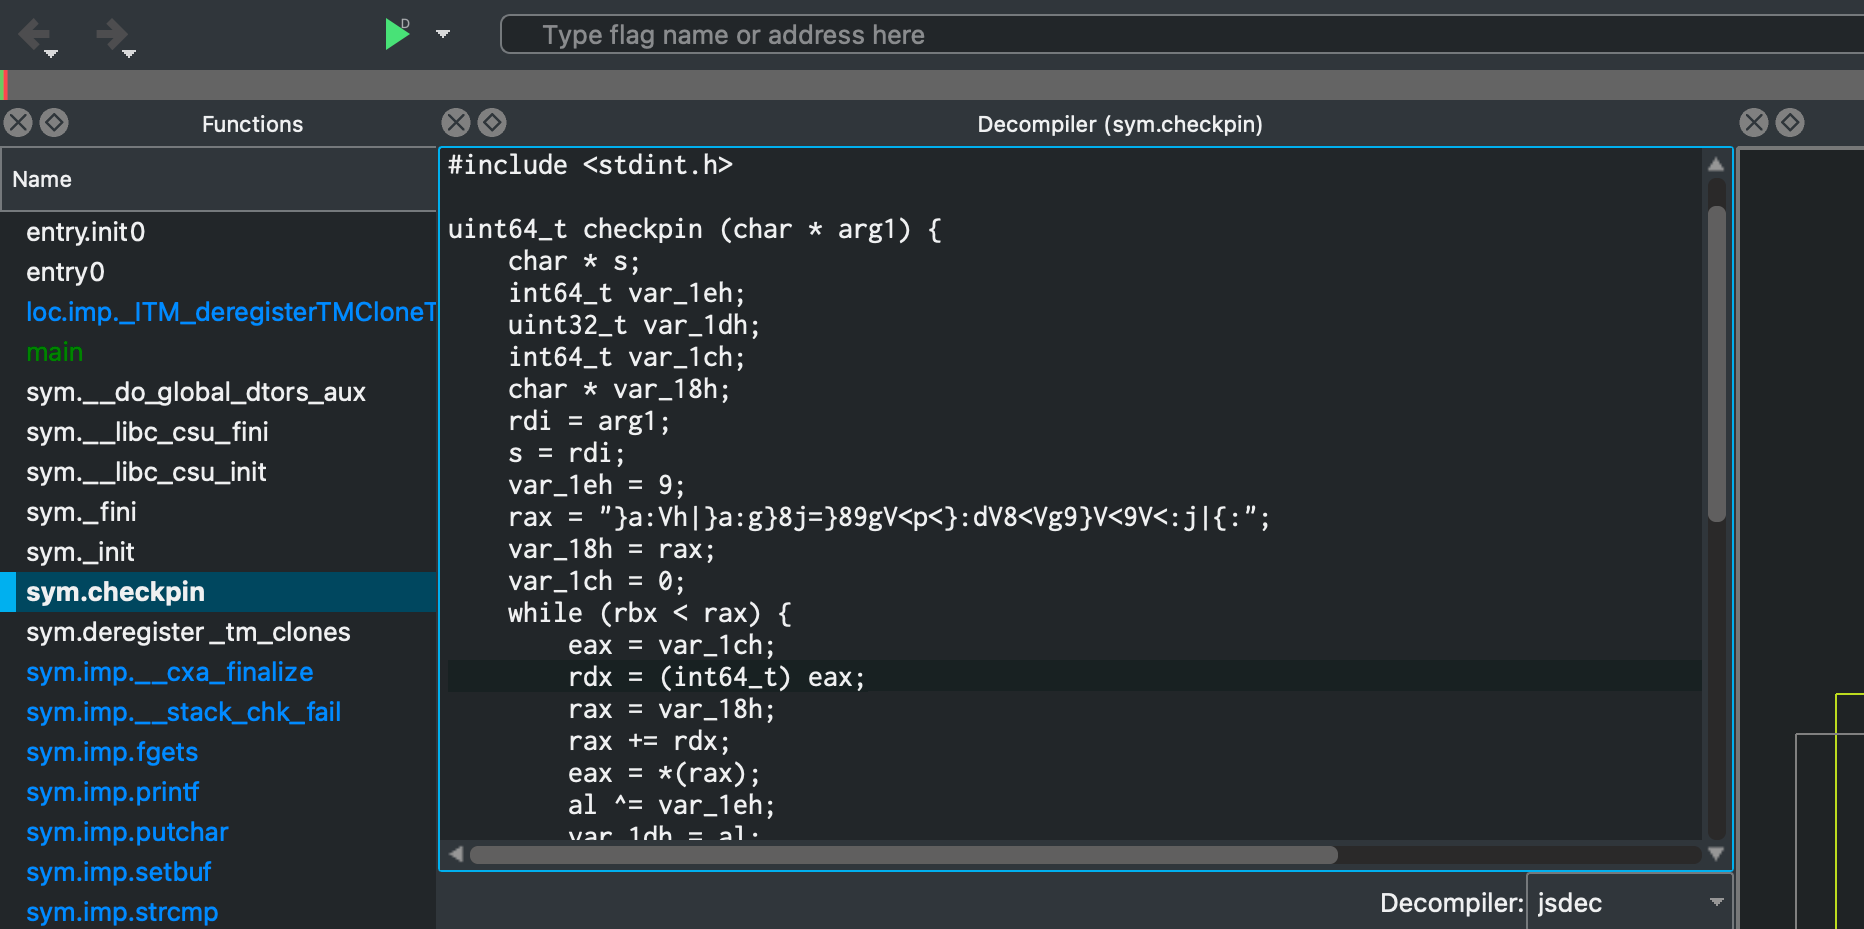 D
Type flag name or address here
Functions
Name
entry.init0
entry0
loc.imp._ITM_deregisterTMCloneT
main
sym.__do_global_dtors_aux
sym.__libc_csu_fini
sym.__libc_csu_init
sym._fini
sym._init
sym.checkpin
sym.deregister_tm_clones
sym.imp.__cxa_finalize
sym.imp.__stack_chk_fail
sym.imp.fgets
sym.imp.printf
sym.imp.putchar
sym.imp.setbuf
sym.imp.strcmp
Decompiler (sym.checkpin)
#include <stdint.h>
uint64_t checkpin (char * arg1) {
    char * s;
    int64_t var_1eh;
    uint32_t var_1dh;
    int64_t var_1ch;
    char * var_18h;
    rdi = arg1;
    s = rdi;
    var_1eh = 9;
    rax = "}a:Vh|}a:g}8j=}89gV<p<}:dV8<Vg9}V<9V<:j|{:";
    var_18h = rax;
    var_1ch = 0;
    while (rbx < rax) {
        eax = var_1ch;
        rdx = (int64_t) eax;
        rax = var_18h;
        rax += rdx;
        eax = *(rax);
        al ^= var_1eh;
        var_1dh = al;
Decompiler: jsdec